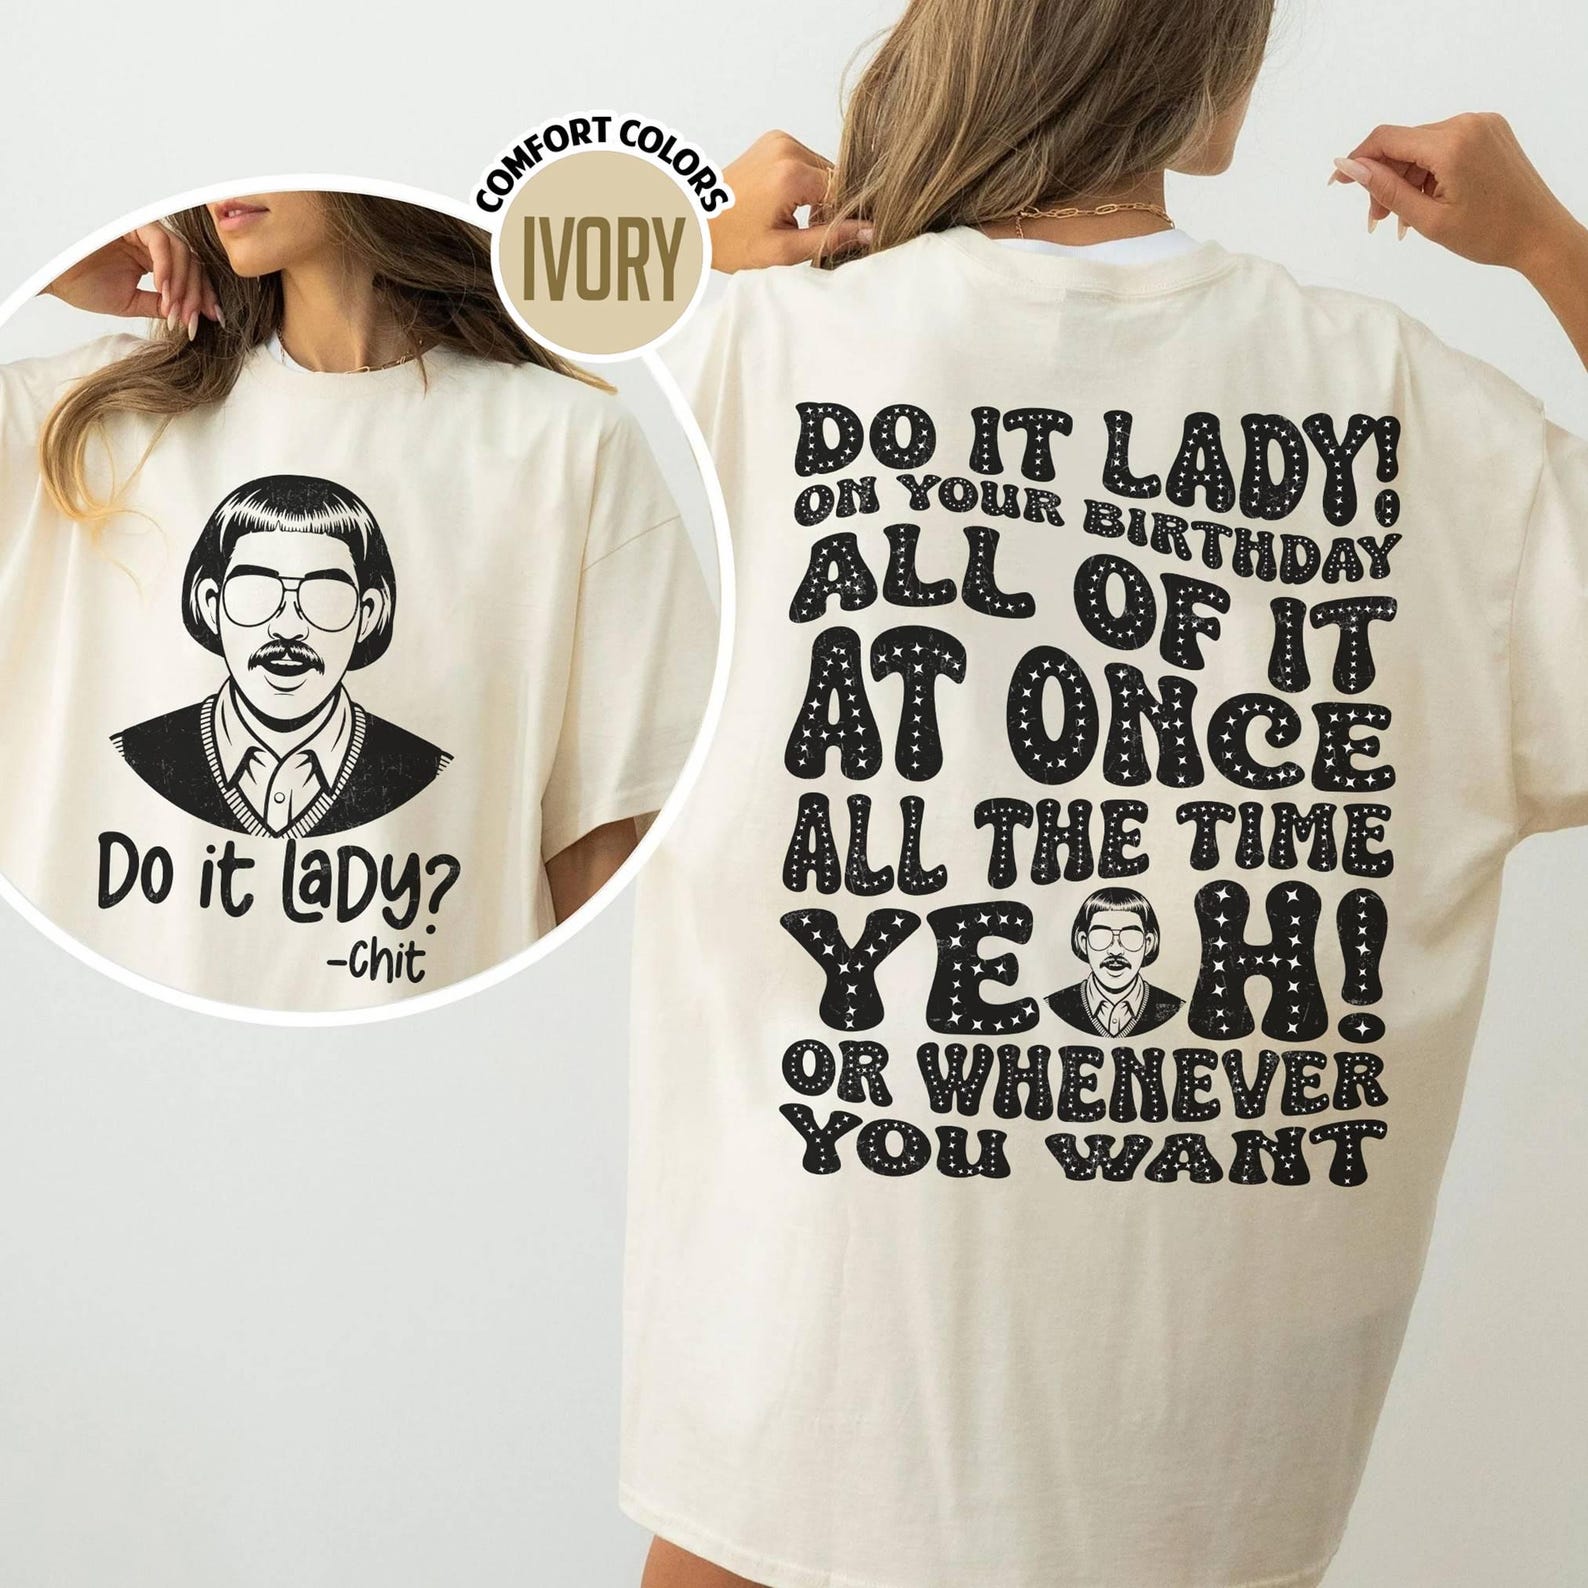 COMFORT COLORS
IVORY
Do it lady?
-chit
DO IT LADY!
ON YOUR BIRTHDAY
ALL OF IT
AT ONCE
ALL THE TIME
YEAH!
OR WHENEVER
YOU WANT